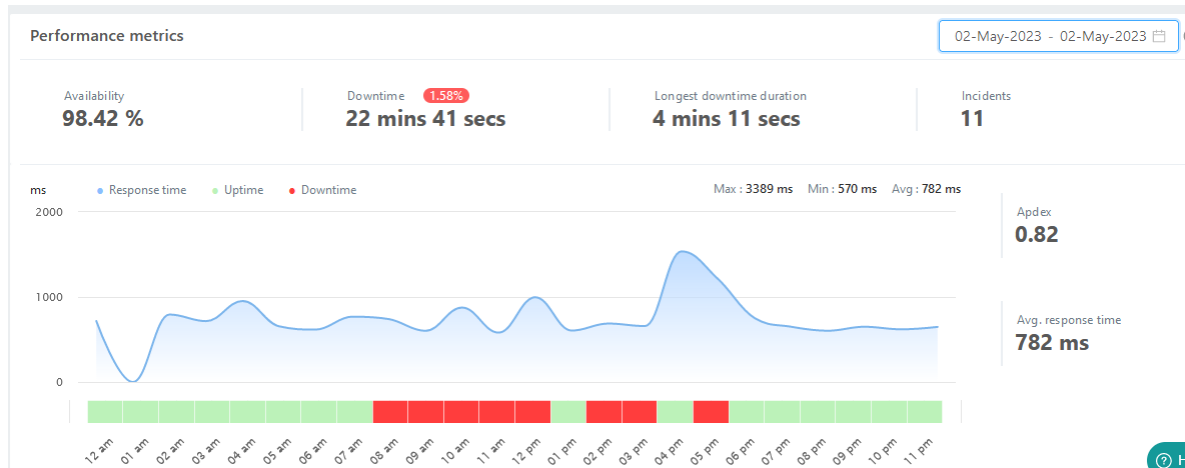 Performance metrics
02-May-2023 - 02-May-2023
Availability
98.42 %
Downtime 1.58%
22 mins 41 secs
Longest downtime duration
4 mins 11 secs
Incidents
11
ms
Response time Uptime Downtime
Max : 3389 ms Min : 570 ms Avg : 782 ms
2000
1000
0
Apdex
0.82
Avg. response time
782 ms
12 am 01 am 02 am 03 am 04 am 05 am 06 am 07 am 08 am 09 am 10 am 11 am 12 pm 01 pm 02 pm 03 pm 04 pm 05 pm 06 pm 07 pm 08 pm 09 pm 10 pm 11 pm